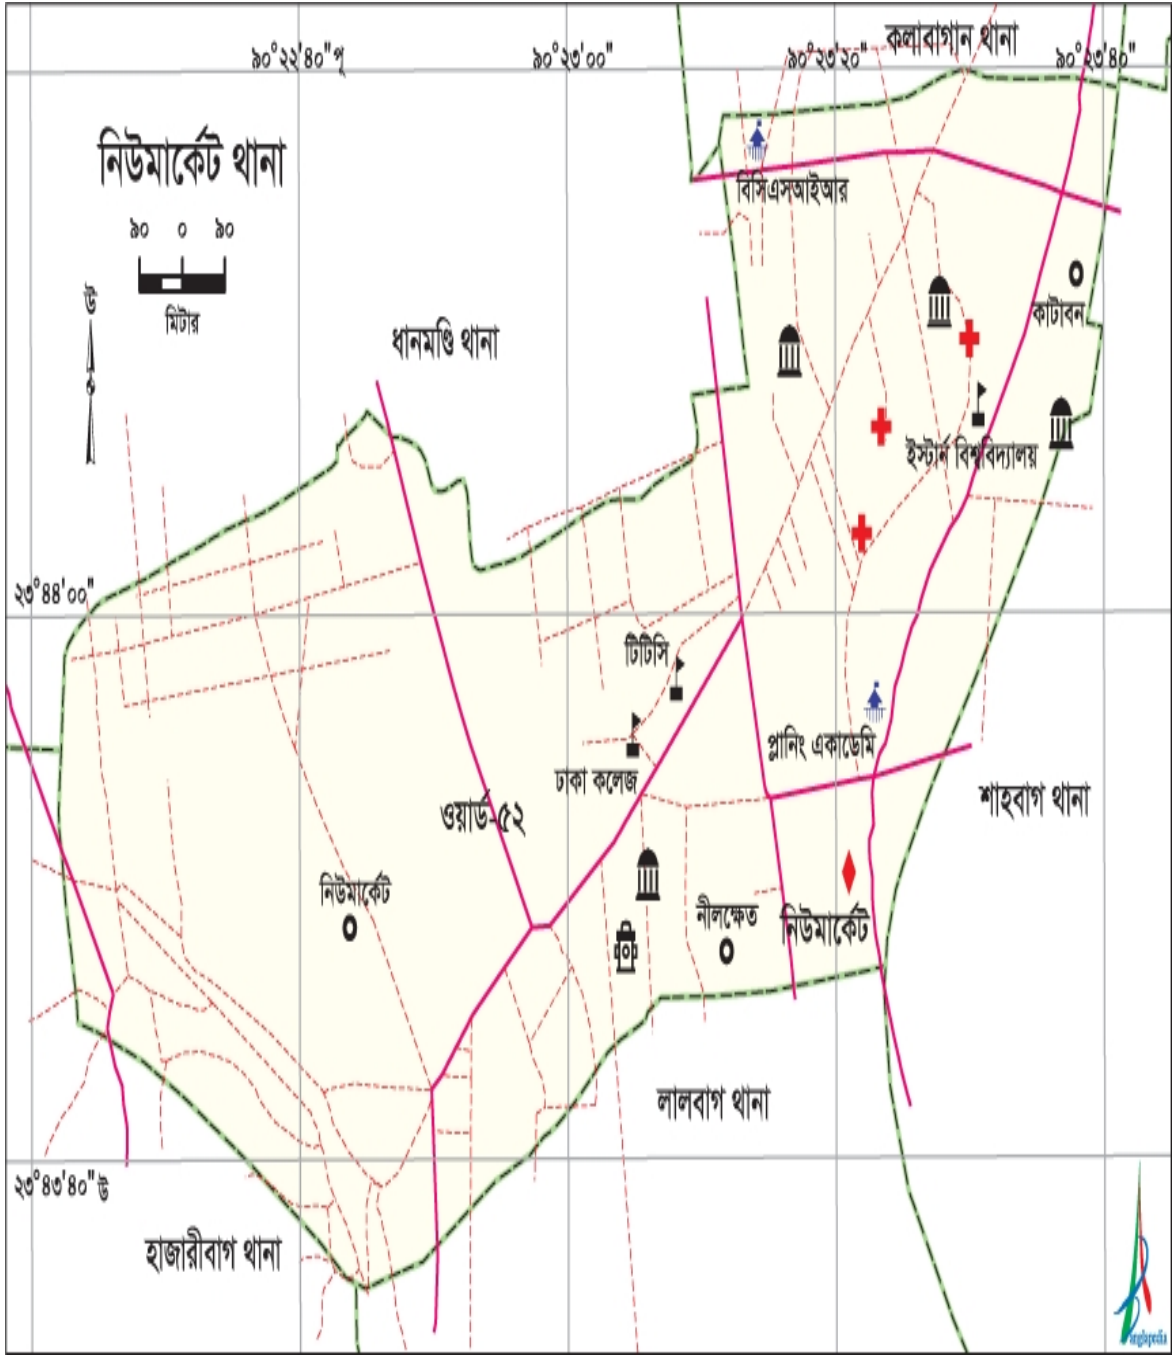 কলাবাগান থানা
৯০°২২'৪০"পূ
৯০°২৩'০০"
৯০°২৩'২০"
৯০°২৩'৪০"
নিউমার্কেট থানা
বিসিএসআইআর
৯০ ০ ৯০
মিটার
উ
কাটাবন
ধানমণ্ডি থানা
ইস্টার্ন বিশ্ববিদ্যালয়
২৩°৪৪'০০"
টিটিসি
প্লানিং একাডেমি
ঢাকা কলেজ
শাহবাগ থানা
ওয়ার্ড-৫২
নিউমার্কেট
নীলক্ষেত
নিউমার্কেট
লালবাগ থানা
২৩°৪৩'৪০"উ
হাজারীবাগ থানা
Banglapedia